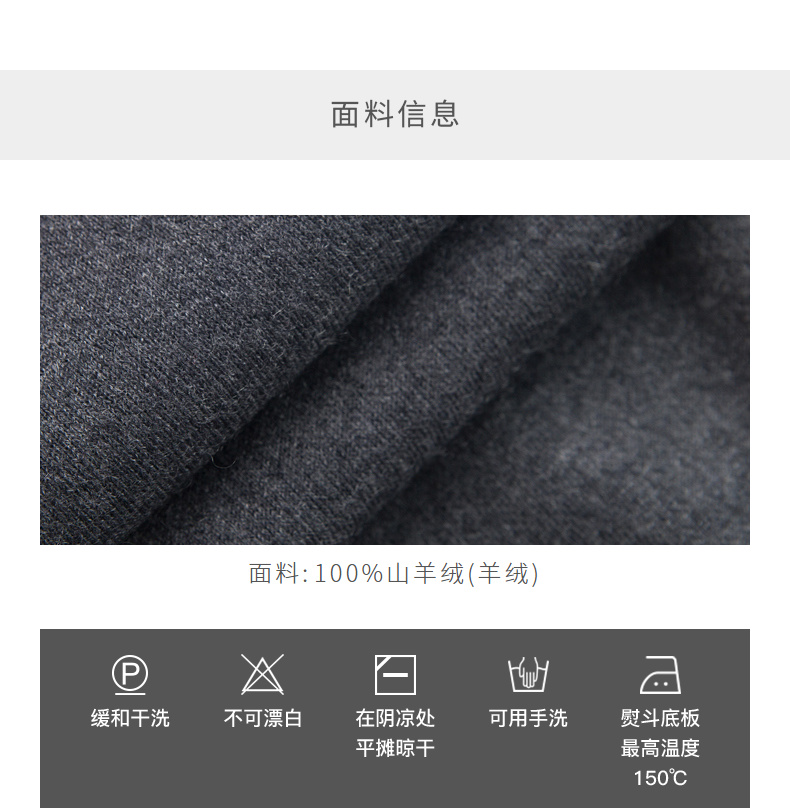 面料信息
面料:100%山羊绒(羊绒)
P
缓和干洗
不可漂白
在阴凉处
平摊晾干
可用手洗
熨斗底板
最高温度
150℃